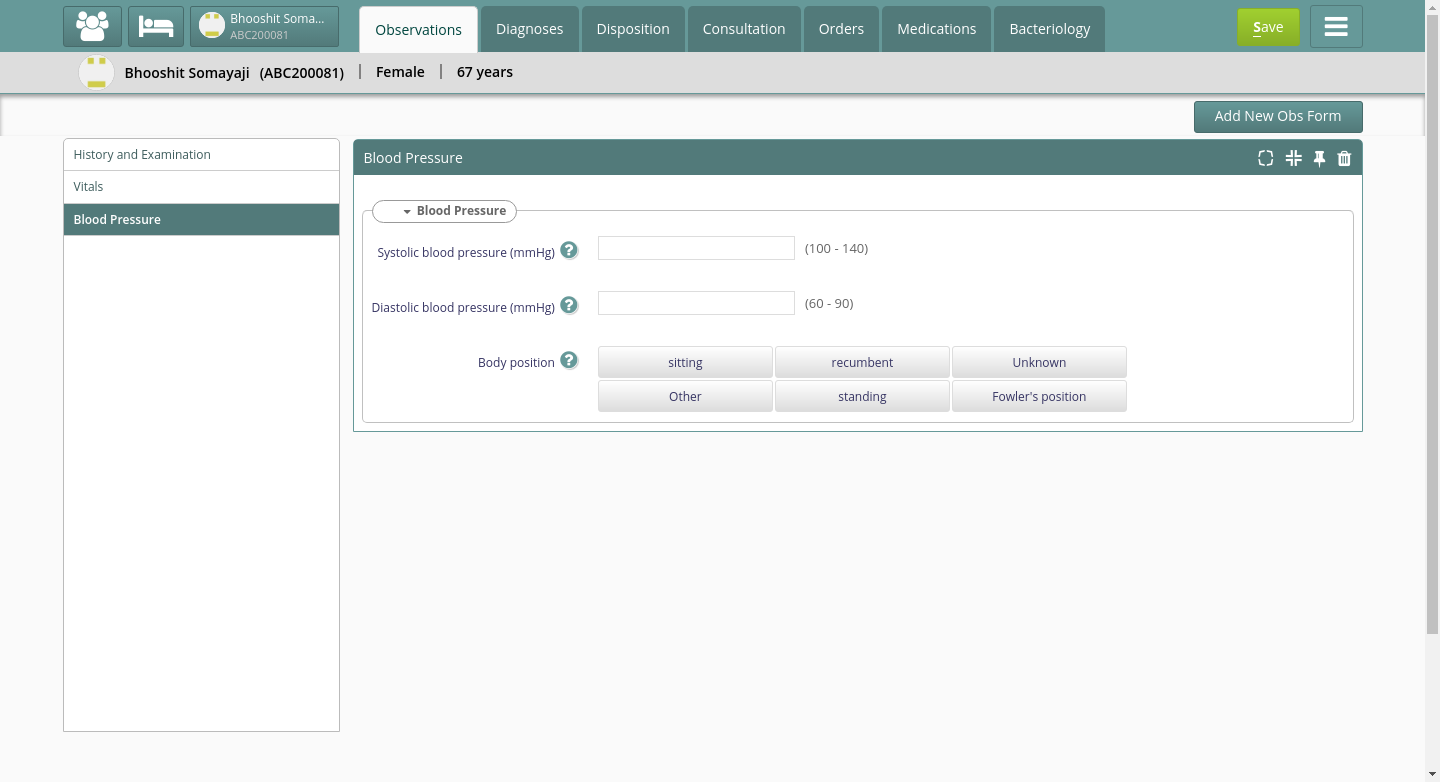 Bhooshit Soma...
ABC200081
Observations
Diagnoses
Disposition
Consultation
Orders
Medications
Bacteriology
Save
Bhooshit Somayaji (ABC200081) | Female | 67 years
Add New Obs Form
History and Examination
Vitals
Blood Pressure
Blood Pressure
Blood Pressure
Systolic blood pressure (mmHg) ? (100 - 140)
Diastolic blood pressure (mmHg) ? (60 - 90)
Body position ? sitting recumbent Unknown
Other standing Fowler's position